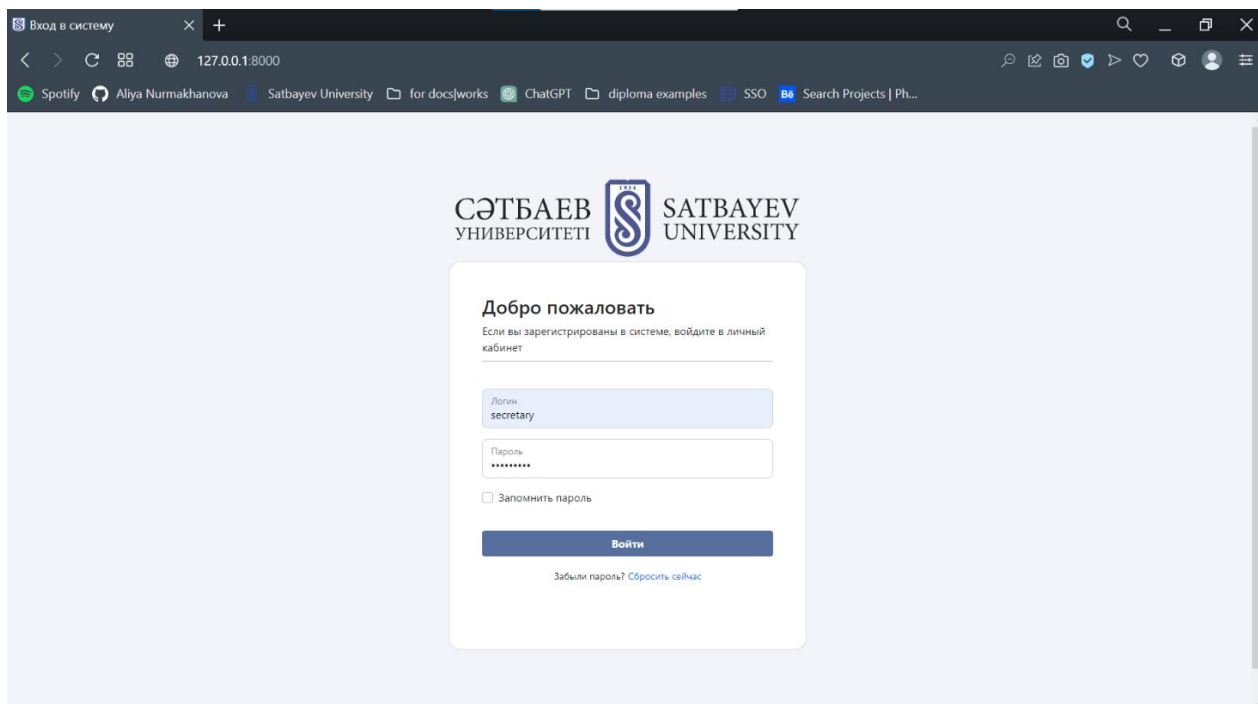 Вход в систему
127.0.0.1:8000
Spotify Aliya Nurmakhanova Satbayev University for docs|works ChatGPT diploma examples SSO Bē Search Projects | Ph...
СӘТБАЕВ УНИВЕРСИТЕТІ
1934
SATBAYEV UNIVERSITY
Добро пожаловать
Если вы зарегистрированы в системе, войдите в личный
кабинет
Логин
secretary
Пароль
•••••••••
Запомнить пароль
Войти
Забыли пароль? Сбросить сейчас